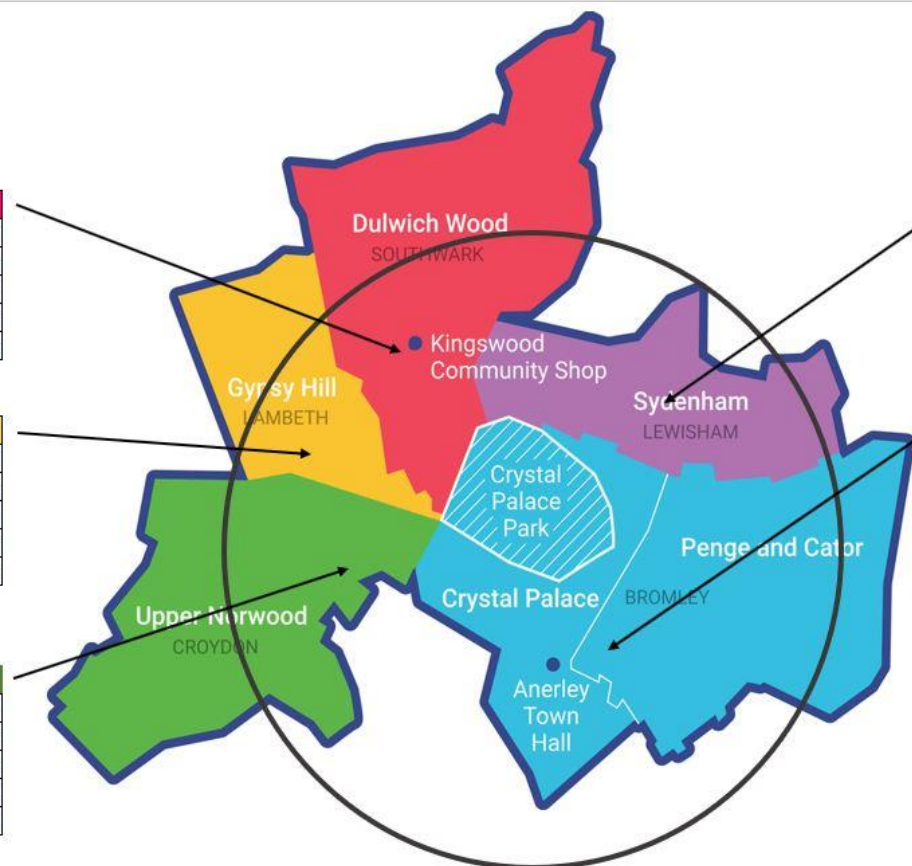 Dulwich Wood
SOUTHWARK
Kingswood
Community Shop
Gypsy Hill
LAMBETH
Sydenham
LEWISHAM
Crystal
Palace
Park
Penge and Cator
Crystal Palace
BROMLEY
Upper Norwood
CROYDON
Anerley
Town
Hall